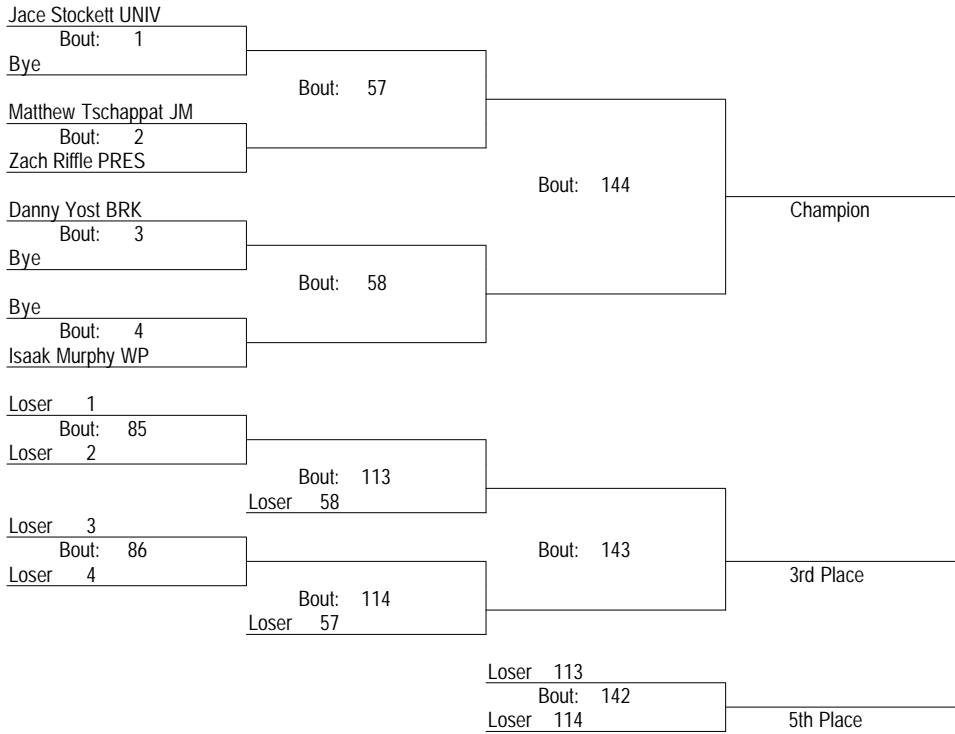 Jace Stockett UNIV
Bout: 1
Bye
Bout: 57
Matthew Tschappat JM
Bout: 2
Zach Riffle PRES
Bout: 144
Danny Yost BRK
Champion
Bout: 3
Bye
Bout: 58
Bye
Bout: 4
Isaak Murphy WP
Loser 1
Bout: 85
Loser 2
Bout: 113
Loser 58
Loser 3
Bout: 86
Bout: 143
Loser 4
3rd Place
Bout: 114
Loser 57
Loser 113
Bout: 142
Loser 114
5th Place